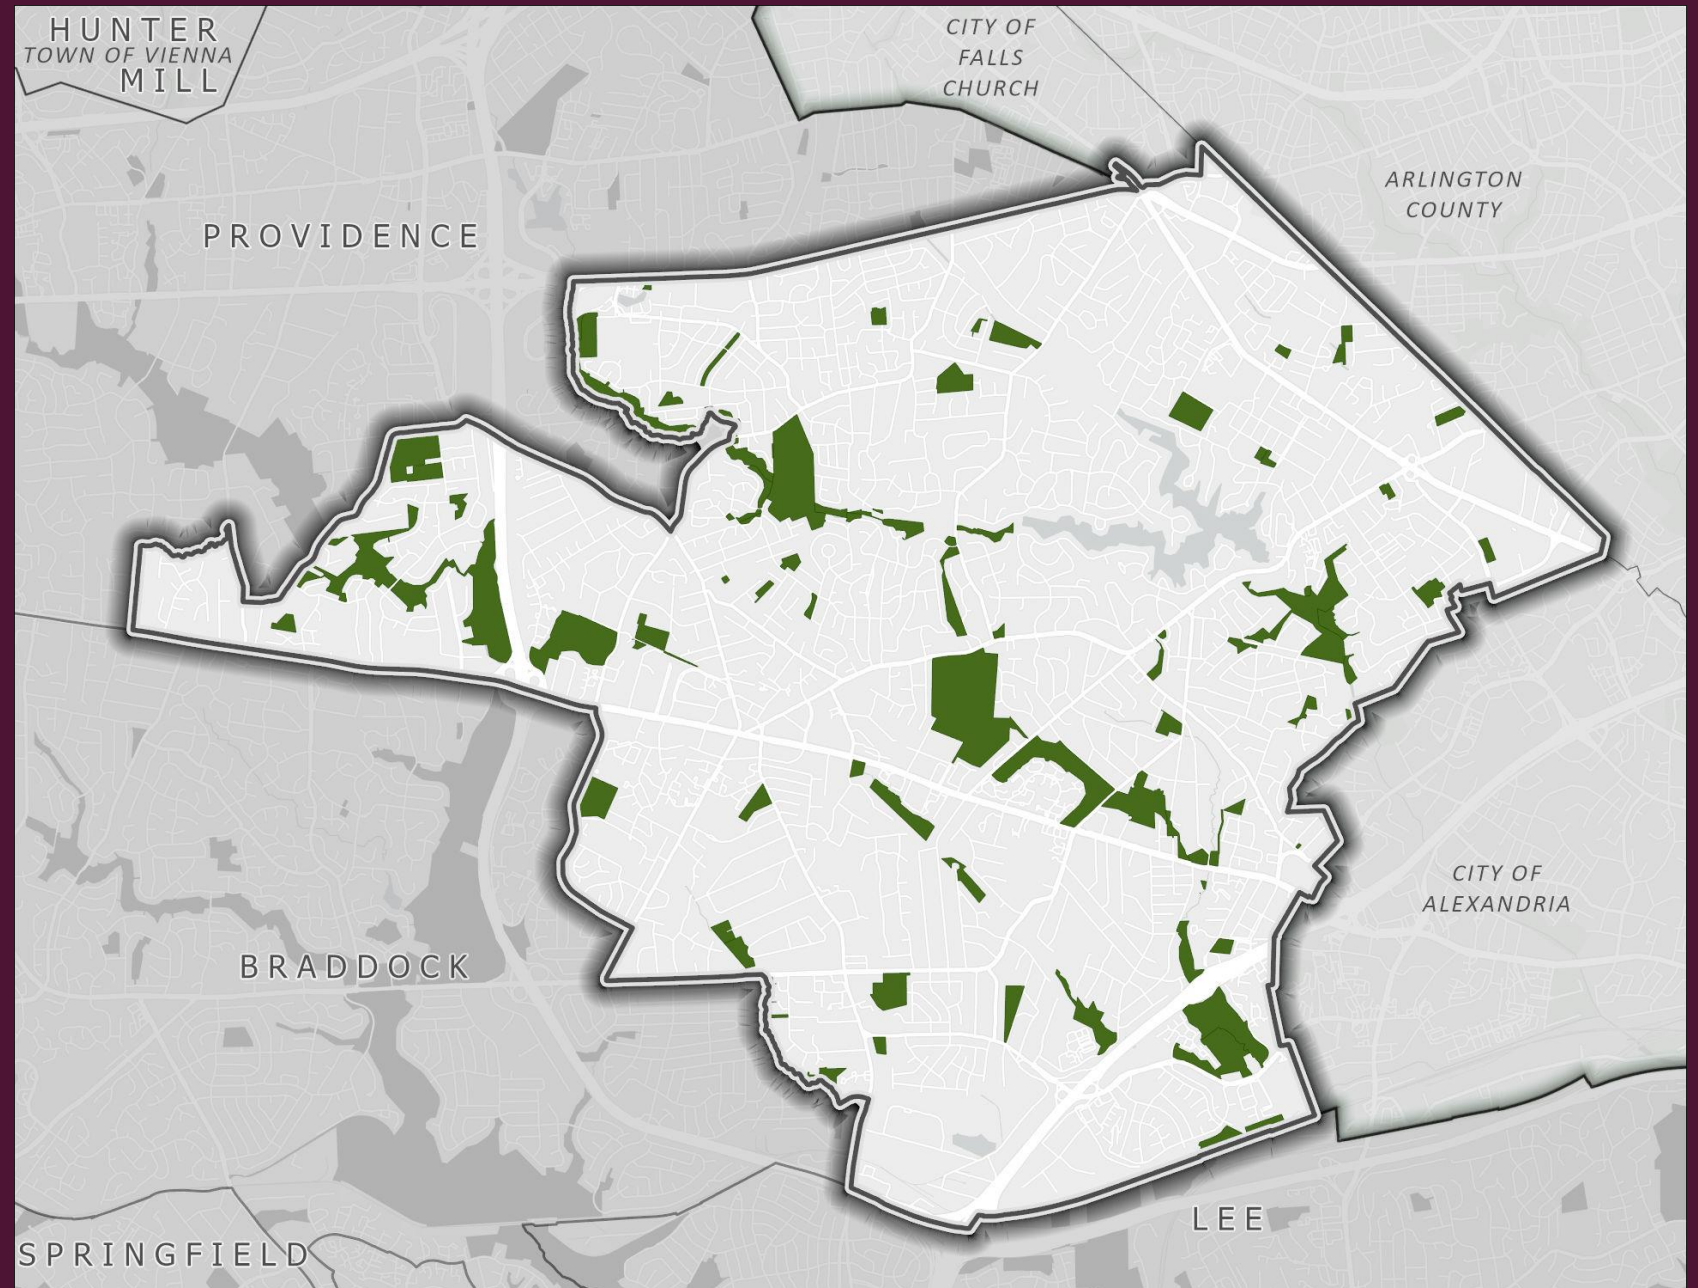 HUNTER
TOWN OF VIENNA
MILL
CITY OF
FALLS
CHURCH
ARLINGTON
COUNTY
PROVIDENCE
CITY OF
ALEXANDRIA
BRADDOCK
LEE
SPRINGFIELD